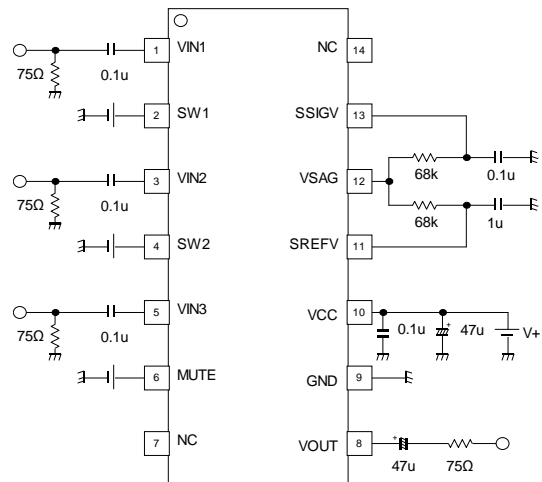 1 VIN1 NC 14
75Ω 0.1u
2 SW1 SSIGV 13
3 VIN2 VSAG 12 68k 0.1u
75Ω 0.1u
4 SW2 SREFV 11 68k 1u
5 VIN3 VCC 10
75Ω 0.1u 0.1u + 47u V+
6 MUTE GND 9
7 NC VOUT 8 +
47u 75Ω